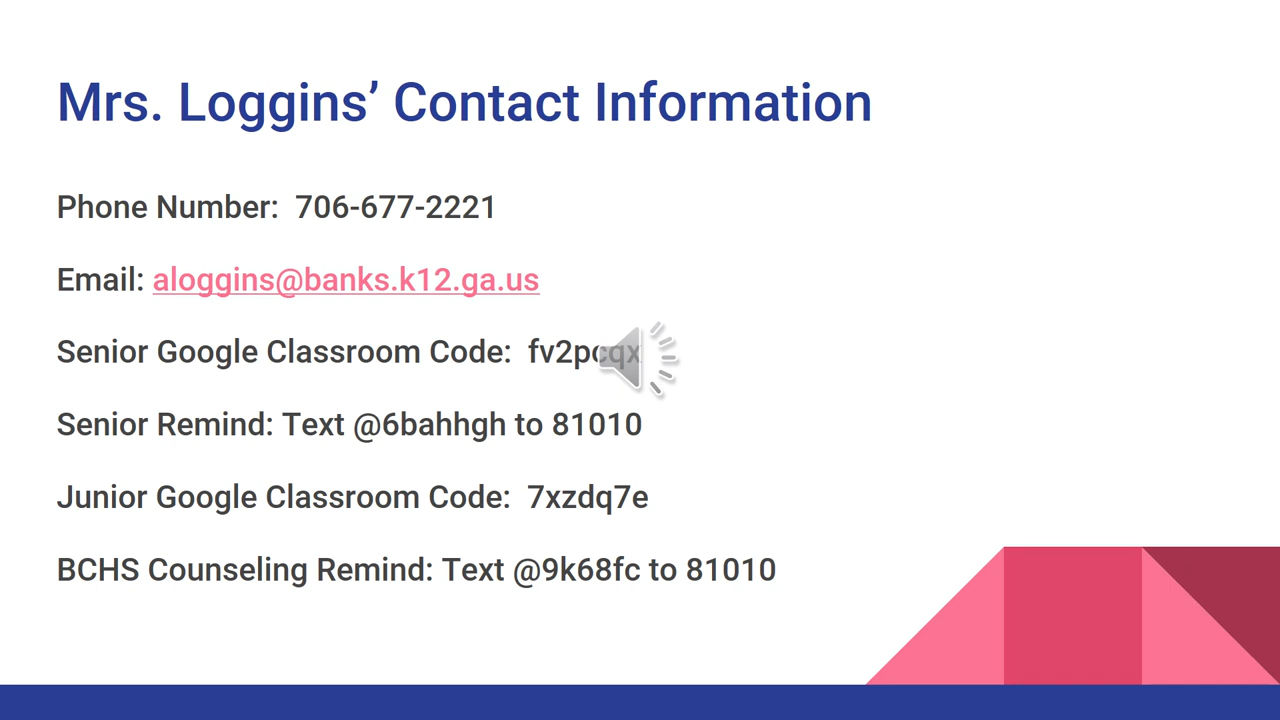 Mrs. Loggins’ Contact Information
Phone Number: 706-677-2221
Email: aloggins@banks.k12.ga.us
Senior Google Classroom Code: fv2pcqx
Senior Remind: Text @6bahhgh to 81010
Junior Google Classroom Code: 7xzdq7e
BCHS Counseling Remind: Text @9k68fc to 81010